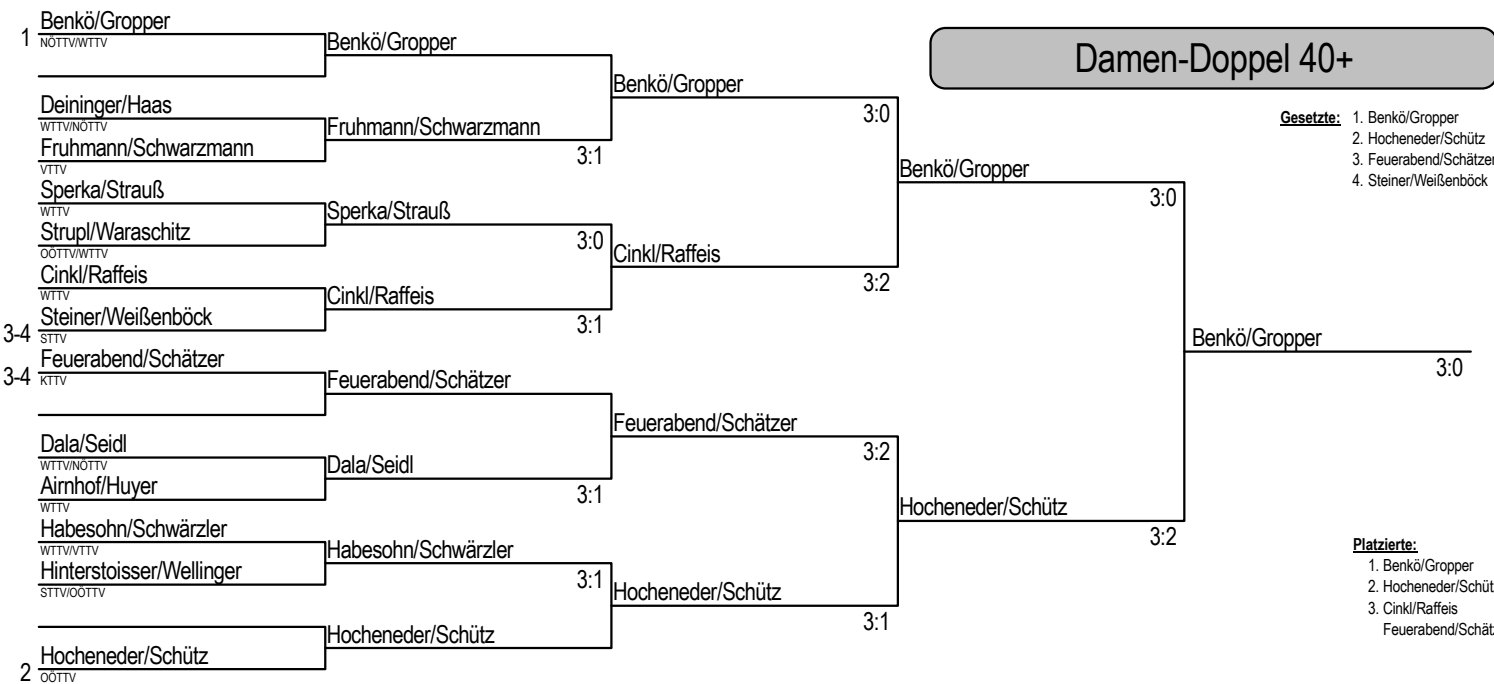 Damen-Doppel 40+
Gesetzte: 1. Benkö/Gropper
2. Hocheneder/Schütz
3. Feuerabend/Schätzer
4. Steiner/Weißenböck
1 Benkö/Gropper
NÖTTV/WTTV
Deininger/Haas
WTTV/NÖTTV
Fruhmann/Schwarzmann
VTTV
Sperka/Strauß
WTTV
Strupl/Waraschitz
OÖTTV/WTTV
Cinkl/Raffeis
WTTV
3-4 Steiner/Weißenböck
STTV
3-4 Feuerabend/Schätzer
KTTV
Dala/Seidl
WTTV/NÖTTV
Airnhof/Huyer
WTTV
Habesohn/Schwärzler
WTTV/VTTV
Hinterstoisser/Wellinger
STTV/OÖTTV
2 Hocheneder/Schütz
OÖTTV
Benkö/Gropper
Fruhmann/Schwarzmann
3:1
Sperka/Strauß
3:0
Cinkl/Raffeis
3:1
Feuerabend/Schätzer
Dala/Seidl
3:1
Habesohn/Schwärzler
3:1
Hocheneder/Schütz
Benkö/Gropper
3:0
Cinkl/Raffeis
3:2
Feuerabend/Schätzer
3:2
Hocheneder/Schütz
3:1
Benkö/Gropper
3:0
Hocheneder/Schütz
3:2
Benkö/Gropper
3:0
Platzierte:
1. Benkö/Gropper
2. Hocheneder/Schüt
3. Cinkl/Raffeis
Feuerabend/Schät